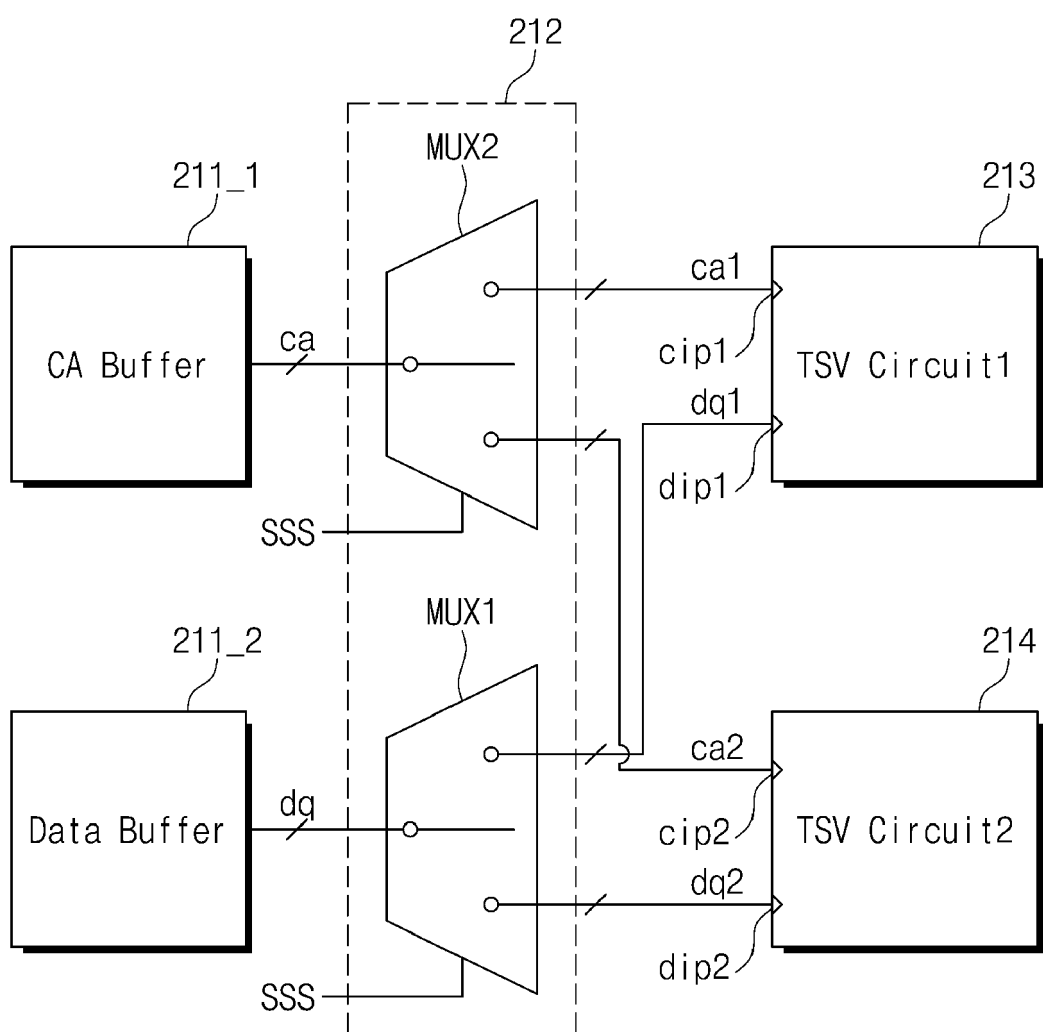 212
MUX2
211_1
213
CA Buffer
ca
ca1
cip1
TSV Circuit1
dq1
dip1
SSS
MUX1
211_2
214
Data Buffer
dq
ca2
cip2
TSV Circuit2
dq2
dip2
SSS